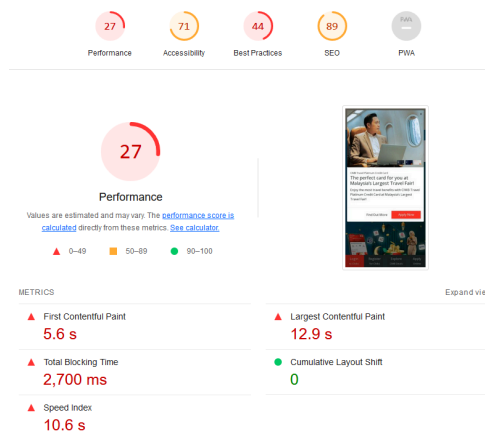 27
71
44
89
PWA
Performance
Accessibility
Best Practices
SEO
PWA
27
Performance
Values are estimated and may vary. The performance score is
calculated directly from these metrics. See calculator.
0–49
50–89
90–100
The perfect card for you at
Malaysia's Largest Travel Fair!
METRICS
Expand vie
First Contentful Paint
5.6 s
Largest Contentful Paint
12.9 s
Total Blocking Time
2,700 ms
Cumulative Layout Shift
0
Speed Index
10.6 s